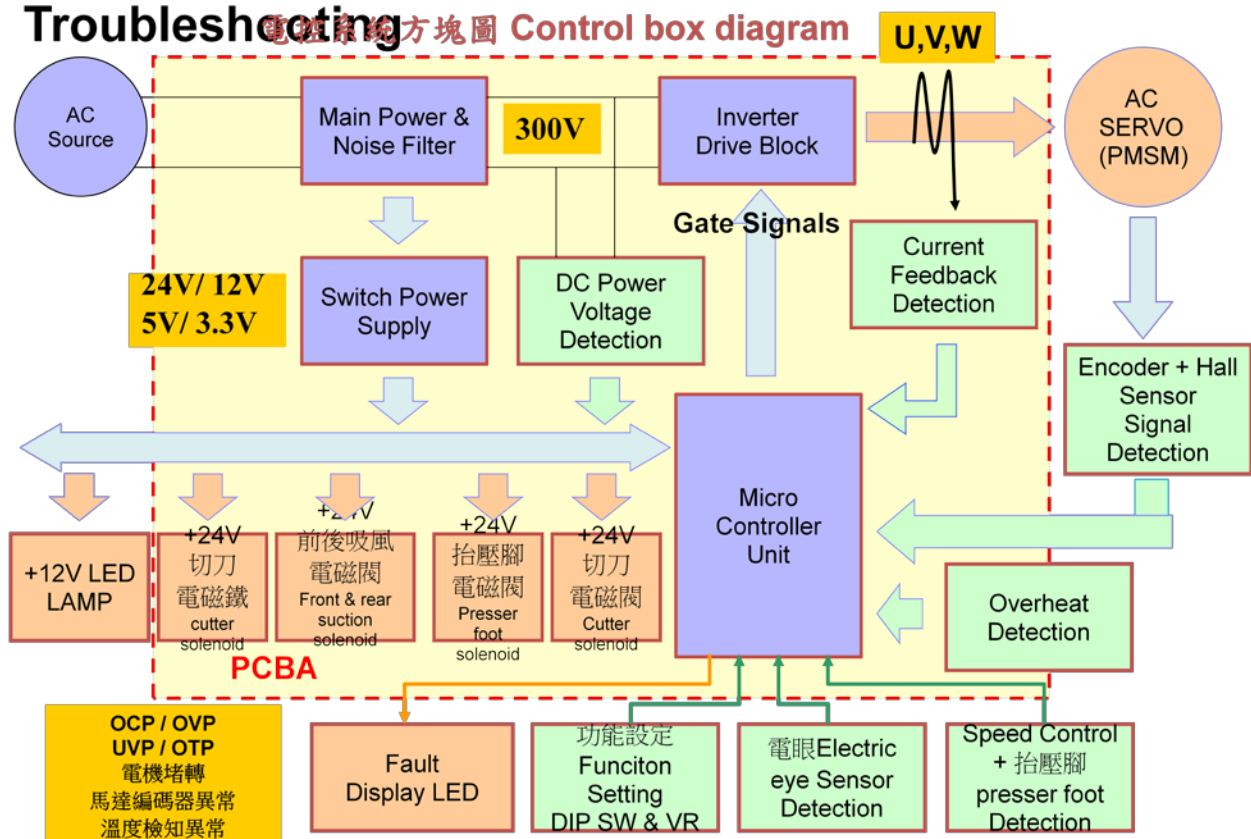 Troubleshooting
電控系統方塊圖 Control box diagram
U,V,W
AC
Source
Main Power &
Noise Filter
300V
Inverter
Drive Block
AC
SERVO
(PMSM)
Gate Signals
24V/ 12V
5V/ 3.3V
Switch Power
Supply
DC Power
Voltage
Detection
Current
Feedback
Detection
Encoder + Hall
Sensor
Signal
Detection
Micro
Controller
Unit
+12V LED
LAMP
+24V
切刀
電磁鐵
cutter
solenoid
+24V
前後吸風
電磁閥
Front & rear
suction
solenoid
+24V
抬壓腳
電磁閥
Presser
foot
solenoid
+24V
切刀
電磁閥
Cutter
solenoid
Overheat
Detection
PCBA
OCP / OVP
UVP / OTP
電機堵轉
馬達編碼器異常
溫度檢知異常
Fault
Display LED
功能設定
Funciton
Setting
DIP SW & VR
電眼Electric
eye Sensor
Detection
Speed Control
+ 抬壓腳
presser foot
Detection